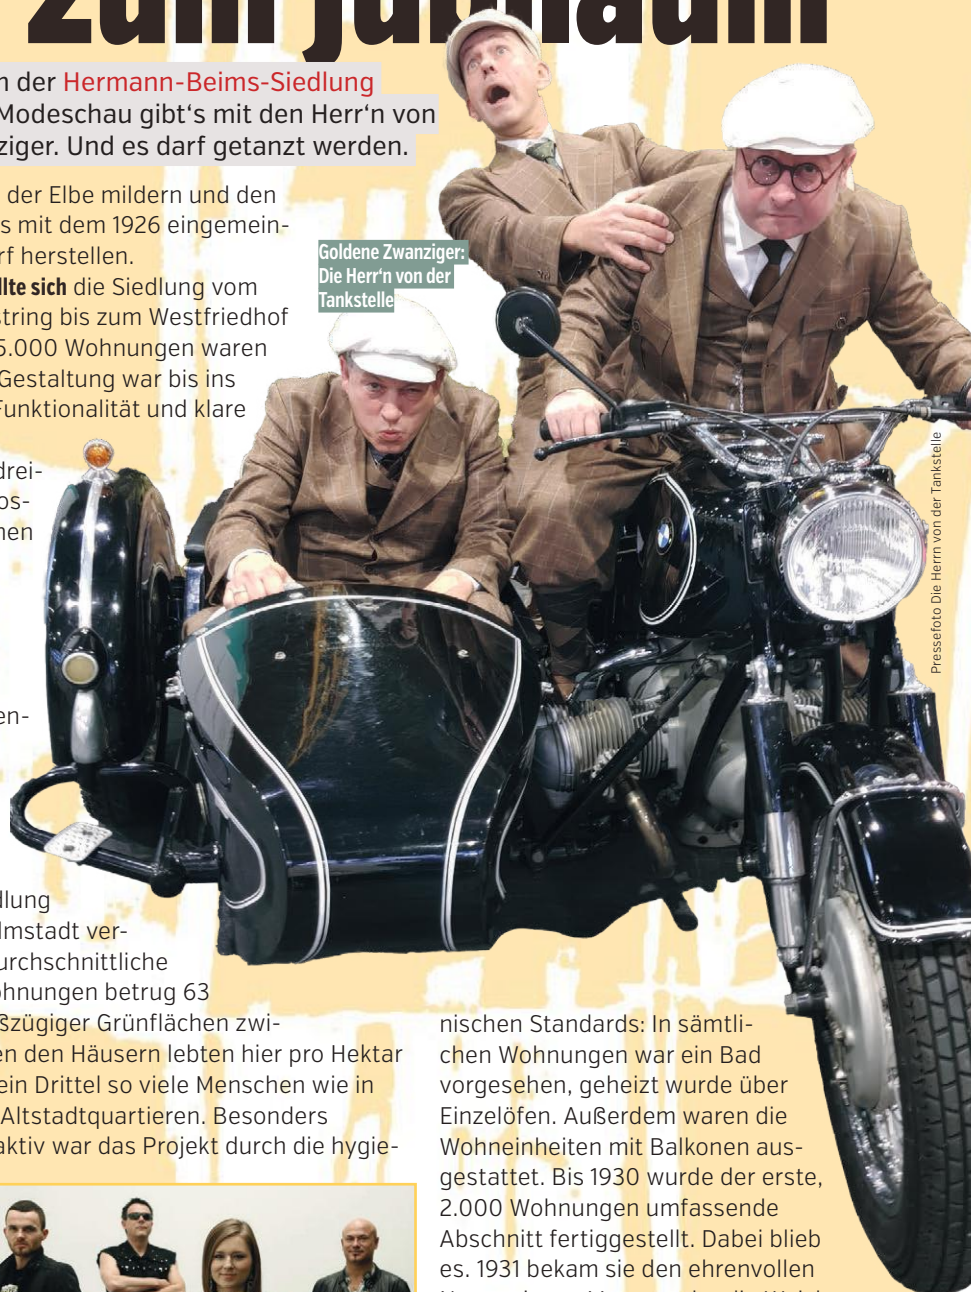 zum Jubiläum
n der Hermann-Beims-Siedlung
Modeschau gibt's mit den Herr'n von
ziger. Und es darf getanzt werden.
der Elbe mildern und den
s mit dem 1926 eingemein-
rf herstellen.
llte sich die Siedlung vom
string bis zum Westfriedhof
5.000 Wohnungen waren
Gestaltung war bis ins
Funktionalität und klare
drei-
os-
nen
en-
dlung
lmstadt ver-
urchschnittliche
ohnungen betrug 63
ßzügiger Grünflächen zwi-
en den Häusern lebten hier pro Hektar
ein Drittel so viele Menschen wie in
Altstadtquartieren. Besonders
aktiv war das Projekt durch die hygie-
Goldene Zwanziger:
Die Herr'n von der
Tankstelle
Pressefoto Die Herrn von der Tankstelle
nischen Standards: In sämtli-
chen Wohnungen war ein Bad
vorgesehen, geheizt wurde über
Einzelöfen. Außerdem waren die
Wohneinheiten mit Balkonen aus-
gestattet. Bis 1930 wurde der erste,
2.000 Wohnungen umfassende
Abschnitt fertiggestellt. Dabei blieb
es. 1931 bekam sie den ehrenvollen